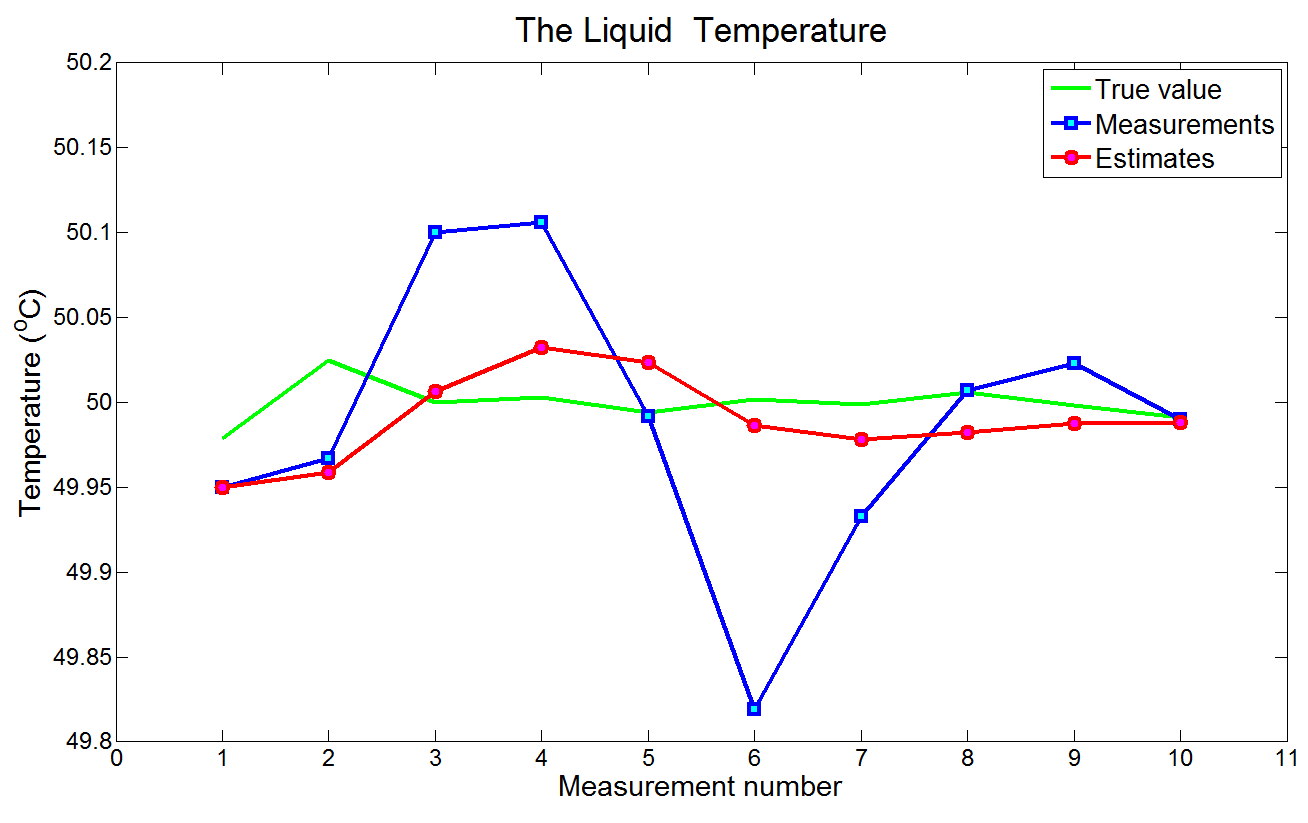 The Liquid Temperature
True value
Measurements
Estimates
50.2
50.15
50.1
50.05
50
49.95
49.9
49.85
49.8
Temperature (°C)
0 1 2 3 4 5 6 7 8 9 10 11
Measurement number